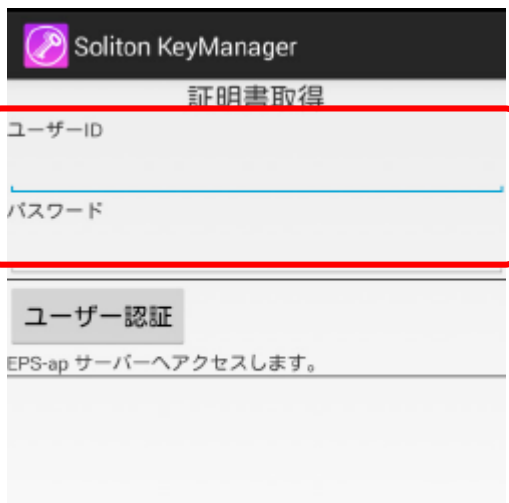 Soliton KeyManager
証明書取得
ユーザーID
パスワード
ユーザー認証
EPS-ap サーバーへアクセスします。